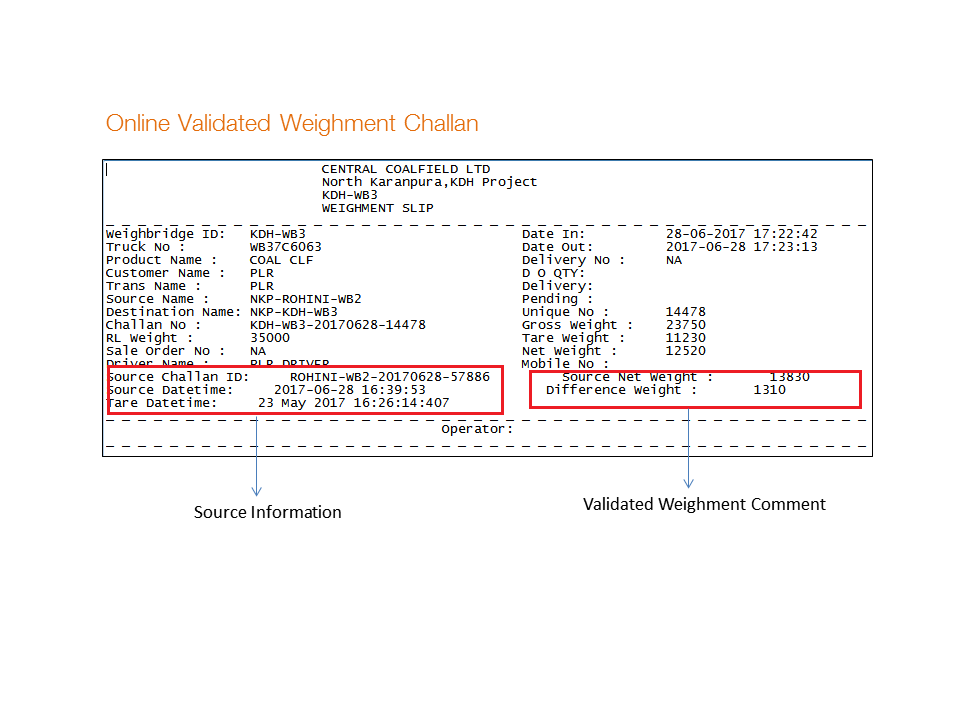 Online Validated Weighment Challan
CENTRAL COALFIELD LTD
North Karanpura,KDH Project
KDH-WB3
WEIGHMENT SLIP
Weighbridge ID: KDH-WB3 Date In: 28-06-2017 17:22:42
Truck No : WB37C6063 Date Out: 2017-06-28 17:23:13
Product Name : COAL CLF Delivery No : NA
Customer Name : PLR D O QTY:
Trans Name : PLR Delivery:
Source Name : NKP-ROHINI-WB2 Pending :
Destination Name: NKP-KDH-WB3 Unique No : 14478
Challan No : KDH-WB3-20170628-14478 Gross Weight : 23750
RL Weight : 35000 Tare Weight : 11230
Sale Order No : NA Net Weight : 12520
Driver Name : PLR DRIVER Mobile No :
Source Challan ID: ROHINI-WB2-20170628-57886 Source Net Weight : 13830
Source Datetime: 2017-06-28 16:39:53 Difference Weight : 1310
Tare Datetime: 23 May 2017 16:26:14:407
Operator:
Source Information
Validated Weighment Comment